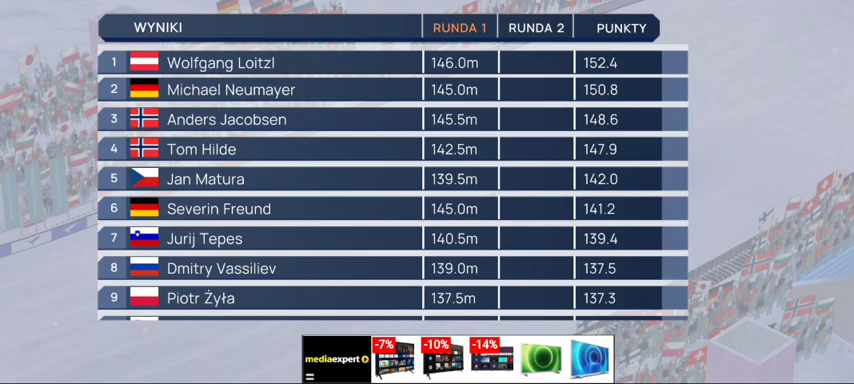 WYNIKI RUNDA 1 RUNDA 2 PUNKTY
1 Wolfgang Loitzl 146.0m 152.4
2 Michael Neumayer 145.0m 150.8
3 Anders Jacobsen 145.5m 148.6
4 Tom Hilde 142.5m 147.9
5 Jan Matura 139.5m 142.0
6 Severin Freund 145.0m 141.2
7 Jurij Tepes 140.5m 139.4
8 Dmitry Vassiliev 139.0m 137.5
9 Piotr Żyła 137.5m 137.3
mediaexpert -7% -10% -14%